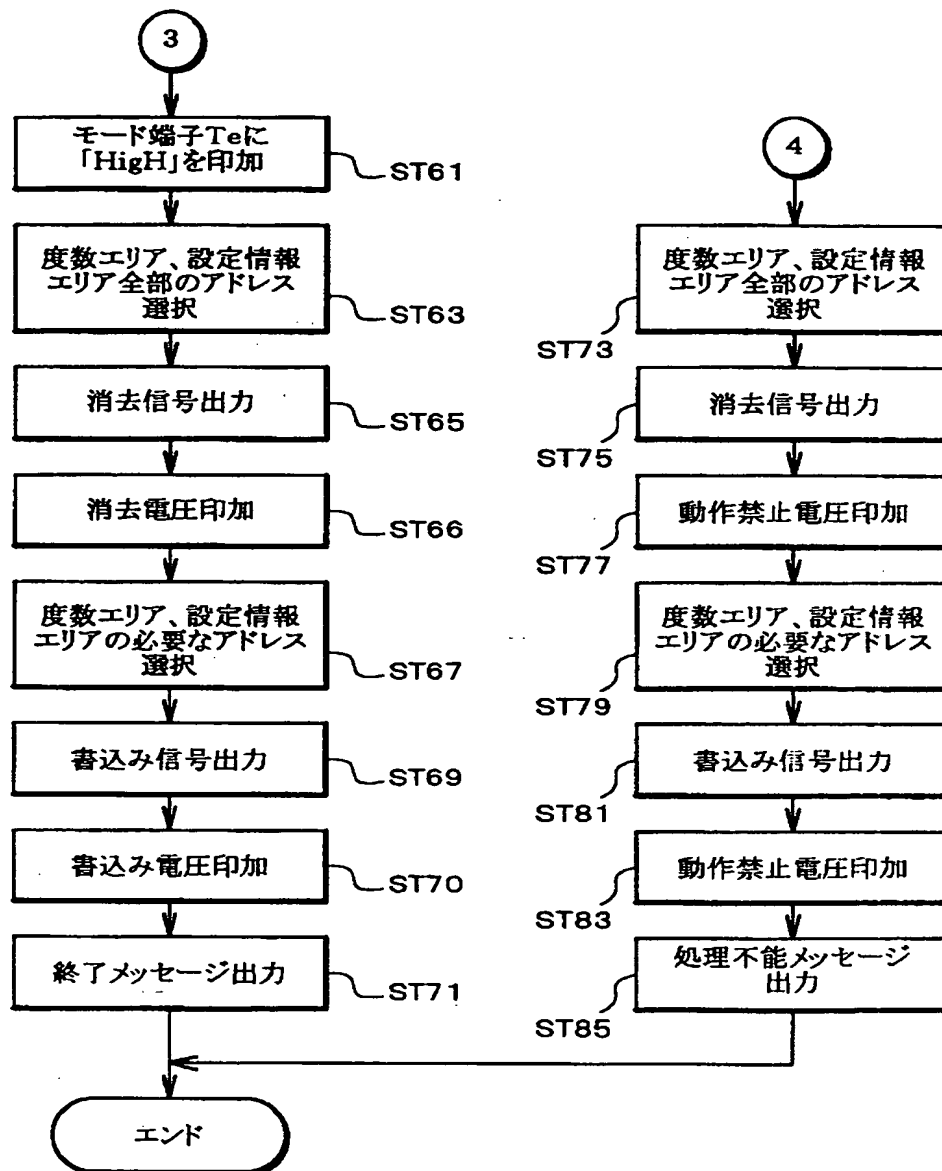 3
モード端子Teに
「HigH」を印加
ST61
度数エリア、設定情報
エリア全部のアドレス
選択
ST63
消去信号出力
ST65
消去電圧印加
ST66
度数エリア、設定情報
エリアの必要なアドレス
選択
ST67
書込み信号出力
ST69
書込み電圧印加
ST70
終了メッセージ出力
ST71
エンド
4
度数エリア、設定情報
エリア全部のアドレス
選択
ST73
消去信号出力
ST75
動作禁止電圧印加
ST77
度数エリア、設定情報
エリアの必要なアドレス
選択
ST79
書込み信号出力
ST81
動作禁止電圧印加
ST83
処理不能メッセージ
出力
ST85